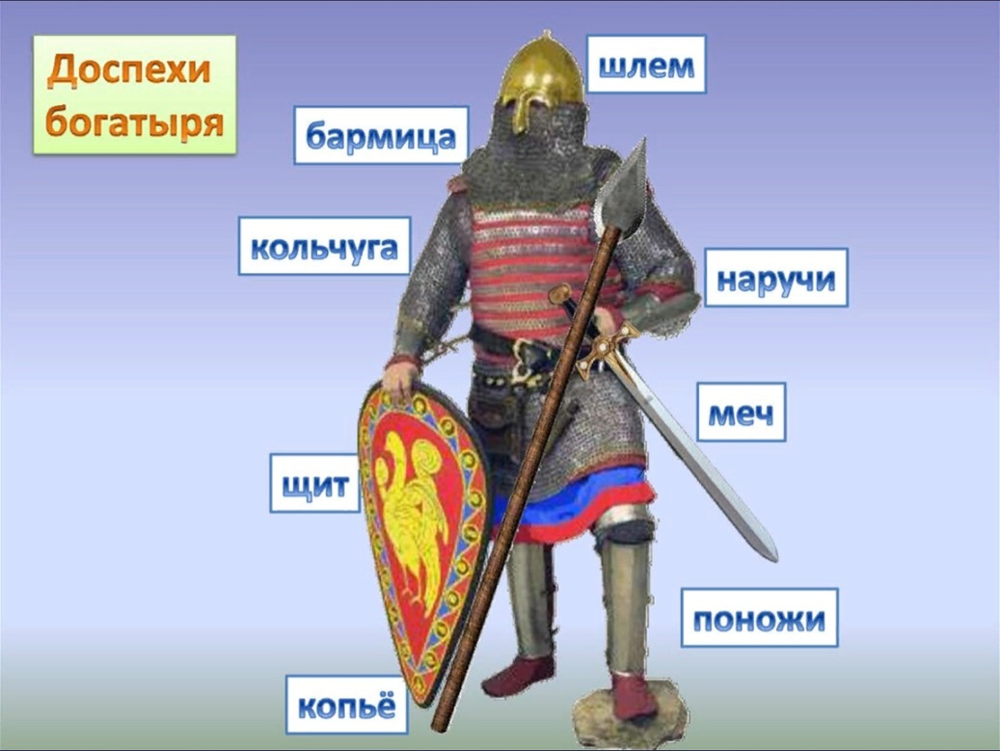 Доспехи
богатыря
шлем
бармица
кольчуга
наручи
меч
щит
поножи
копьё